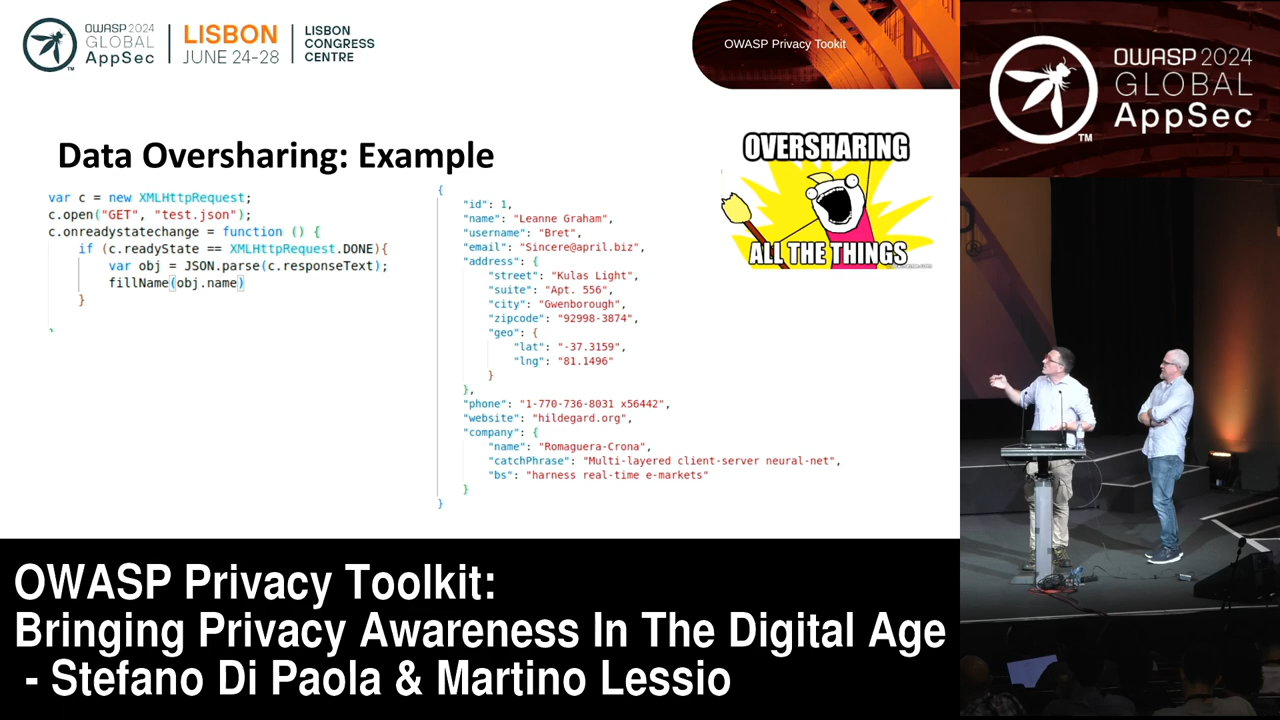 OWASP 2024
GLOBAL
AppSec
TM
LISBON
JUNE 24-28
LISBON
CONGRESS
CENTRE
OWASP Privacy Tookit
OWASP 2024
GLOBAL
AppSec
TM
Data Oversharing: Example
OVERSHARING
ALL THE THINGS
var c = new XMLHttpRequest;
c.open("GET", "test.json");
c.onreadystatechange = function () {
if (c.readyState == XMLHttpRequest.DONE){
var obj = JSON.parse(c.responseText);
fillName(obj.name)
}
{
"id": 1,
"name": "Leanne Graham",
"username": "Bret",
"email": "Sincere@april.biz",
"address": {
"street": "Kulas Light",
"suite": "Apt. 556",
"city": "Gwenborough",
"zipcode": "92998-3874",
"geo": {
"lat": "-37.3159",
"lng": "81.1496"
}
},
"phone": "1-770-736-8031 x56442",
"website": "hildegard.org",
"company": {
"name": "Romaguera-Crona",
"catchPhrase": "Multi-layered client-server neural-net",
"bs": "harness real-time e-markets"
}
}
OWASP Privacy Toolkit:
Bringing Privacy Awareness In The Digital Age
- Stefano Di Paola & Martino Lessio